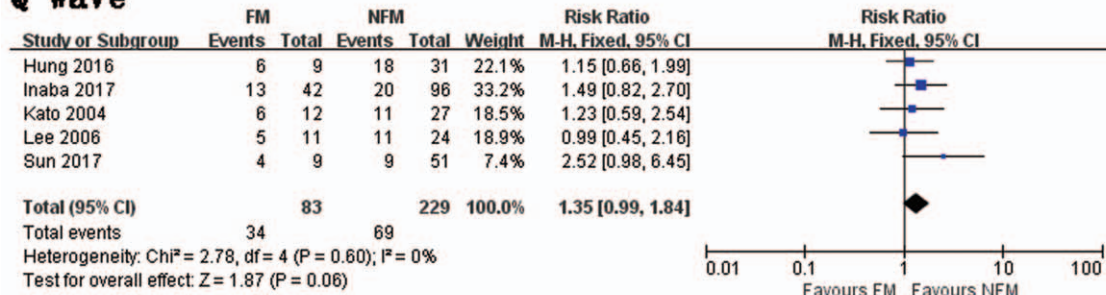 Q wave
FM NFM Risk Ratio Risk Ratio
Study or Subgroup Events Total Events Total Weight M-H, Fixed, 95% CI M-H, Fixed, 95% CI
Hung 2016 6 9 18 31 22.1% 1.15 [0.66, 1.99]
Inaba 2017 13 42 20 96 33.2% 1.49 [0.82, 2.70]
Kato 2004 6 12 11 27 18.5% 1.23 [0.59, 2.54]
Lee 2006 5 11 11 24 18.9% 0.99 [0.45, 2.16]
Sun 2017 4 9 9 51 7.4% 2.52 [0.98, 6.45]
Total (95% CI) 83 229 100.0% 1.35 [0.99, 1.84]
Total events 34 69
Heterogeneity: Chi² = 2.78, df = 4 (P = 0.60); I² = 0%
Test for overall effect: Z = 1.87 (P = 0.06)
0.01 0.1 1 10 100
Favours FM Favours NFM